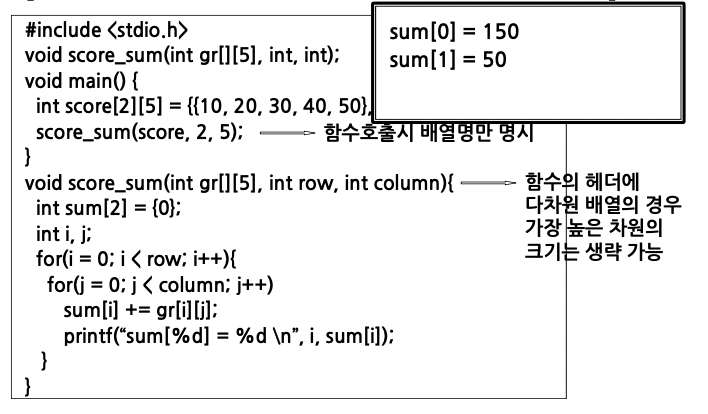 #include <stdio.h>
void score_sum(int gr[][5], int, int);
void main() {
int score[2][5] = {{10, 20, 30, 40, 50},
score_sum(score, 2, 5); 함수호출시 배열명만 명시
}
void score_sum(int gr[][5], int row, int column){ 함수의 헤더에
다차원 배열의 경우
가장 높은 차원의
크기는 생략 가능
int sum[2] = {0};
int i, j;
for(i = 0; i < row; i++){
for(j = 0; j < column; j++)
sum[i] += gr[i][j];
printf(“sum[%d] = %d \n”, i, sum[i]);
}
}
sum[0] = 150
sum[1] = 50